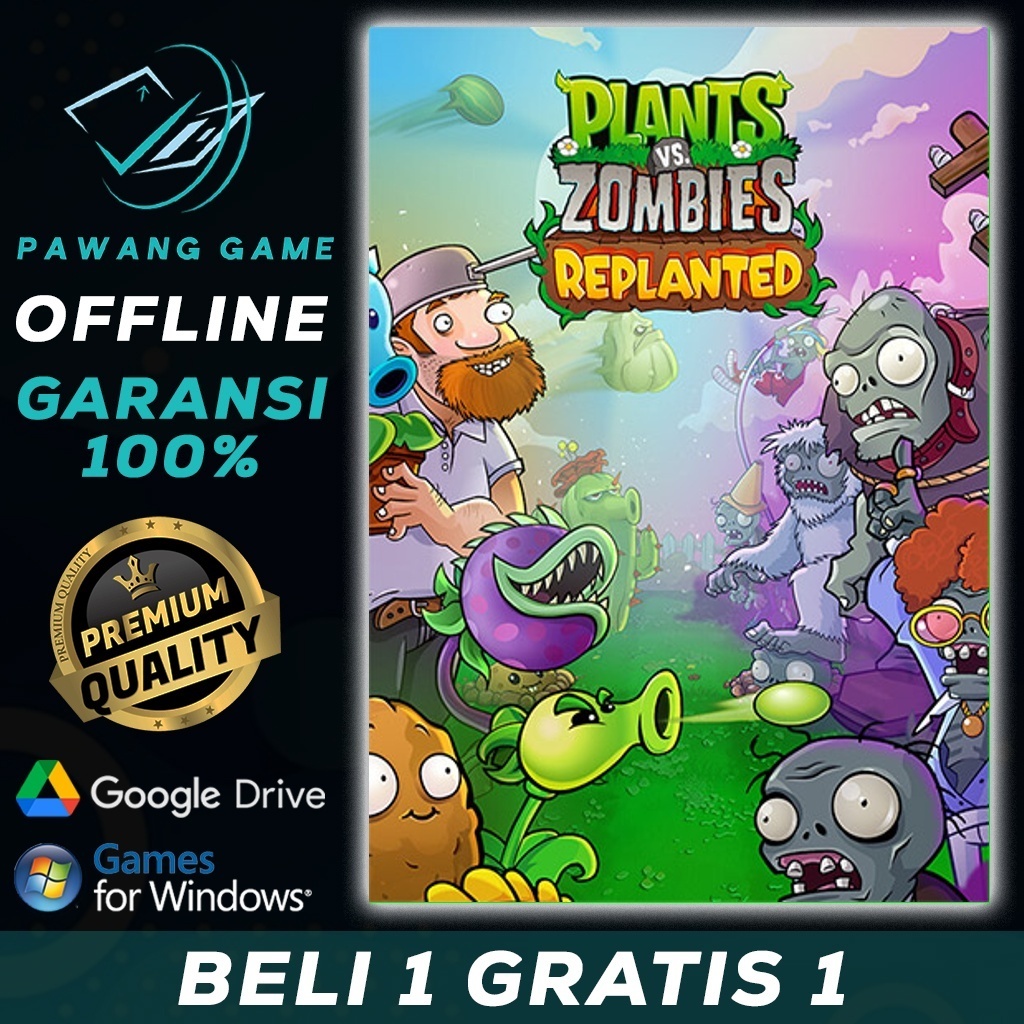 PAWANG GAME
OFFLINE
GARANSI
100%
PREMIUM QUALITY
PREMIUM
QUALITY
Google Drive
Games
for Windows®
PLANTS
VS.
ZOMBIES
REPLANTED
BELI 1 GRATIS 1